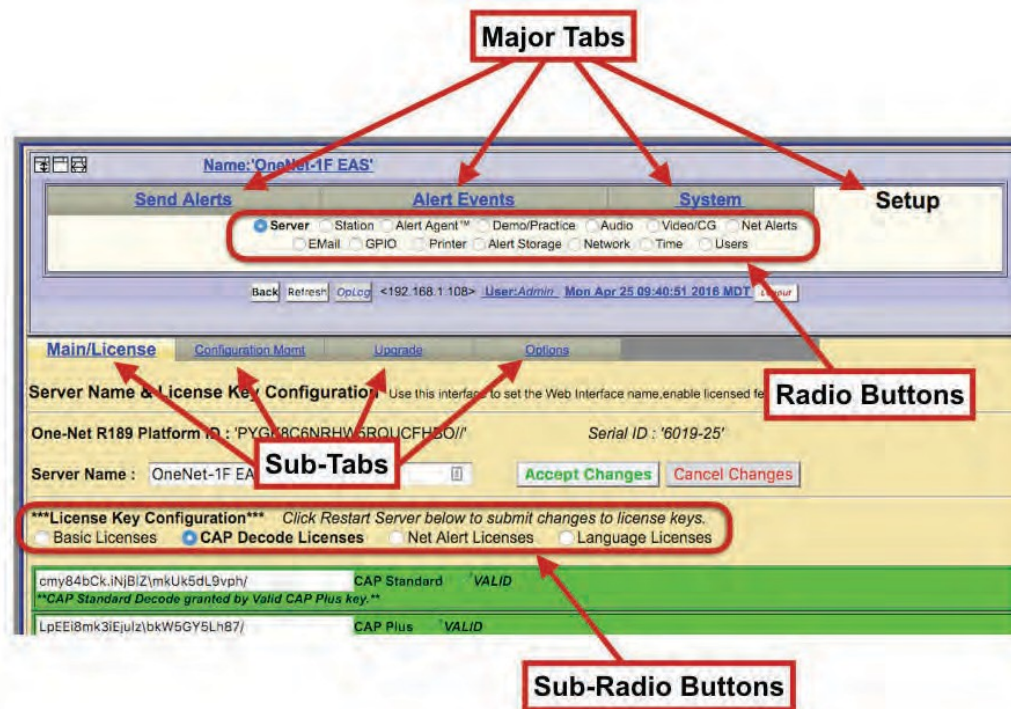 Major Tabs
Name:'OneNet-1F EAS'
Send Alerts Alert Events System Setup
Server Station Alert Agent™ Demo/Practice Audio Video/CG Net Alerts
EMail GPIO Printer Alert Storage Network Time Users
Back Refresh OpLog <192.168.1.108> User:Admin Mon Apr 25 09:40:51 2016 MDT Logout
Main/License Configuration Mgmt Upgrade Options
Radio Buttons
Server Name & License Key Configuration Use this interface to set the Web Interface name,enable licensed
One-Net R189 Platform ID : Serial ID : '6019-25'
Sub-Tabs
Server Name : OneNet-1F Accept Changes Cancel Changes
***License Key Configuration*** Click Restart Server below to submit changes to license keys.
Basic Licenses CAP Decode Licenses Net Alert Licenses Language Licenses
CAP Standard VALID
**CAP Standard Decode granted by Valid CAP Plus key.**
CAP Plus VALID
Sub-Radio Buttons